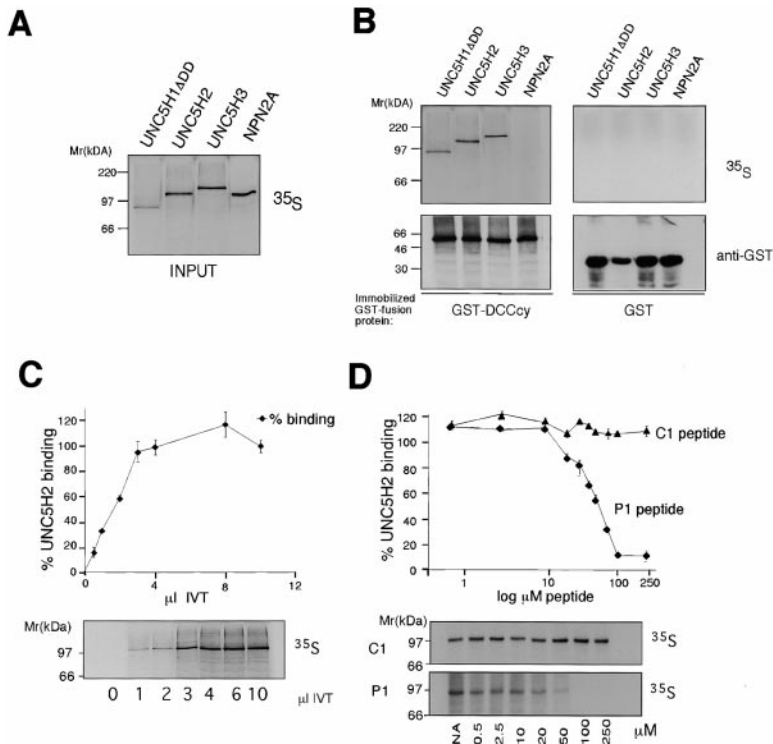 A
UNC5H1ΔDD
UNC5H2
UNC5H3
NPN2A
Mr(kDA)
220
97
66
35S
INPUT
B
UNC5H1ΔDD
UNC5H2
UNC5H3
NPN2A
UNC5H1ΔDD
UNC5H2
UNC5H3
NPN2A
Mr(kDA)
220
97
66
35S
66
46
30
anti-GST
Immobilized
GST-fusion
protein:
GST-DCCcy
GST
C
% UNC5H2 binding
120
100
80
60
40
20
0
% binding
0 4 8 12
µl IVT
Mr(kDa)
97
66
35S
0 1 2 3 4 6 10 µl IVT
D
% UNC5H2 binding
120
100
80
60
40
20
0
C1 peptide
P1 peptide
1 10 100 250
log µM peptide
Mr(kDa)
C1
97
66
35S
P1
97
66
35S
NA 0.5 2.5 10 20 50 100 250 µM